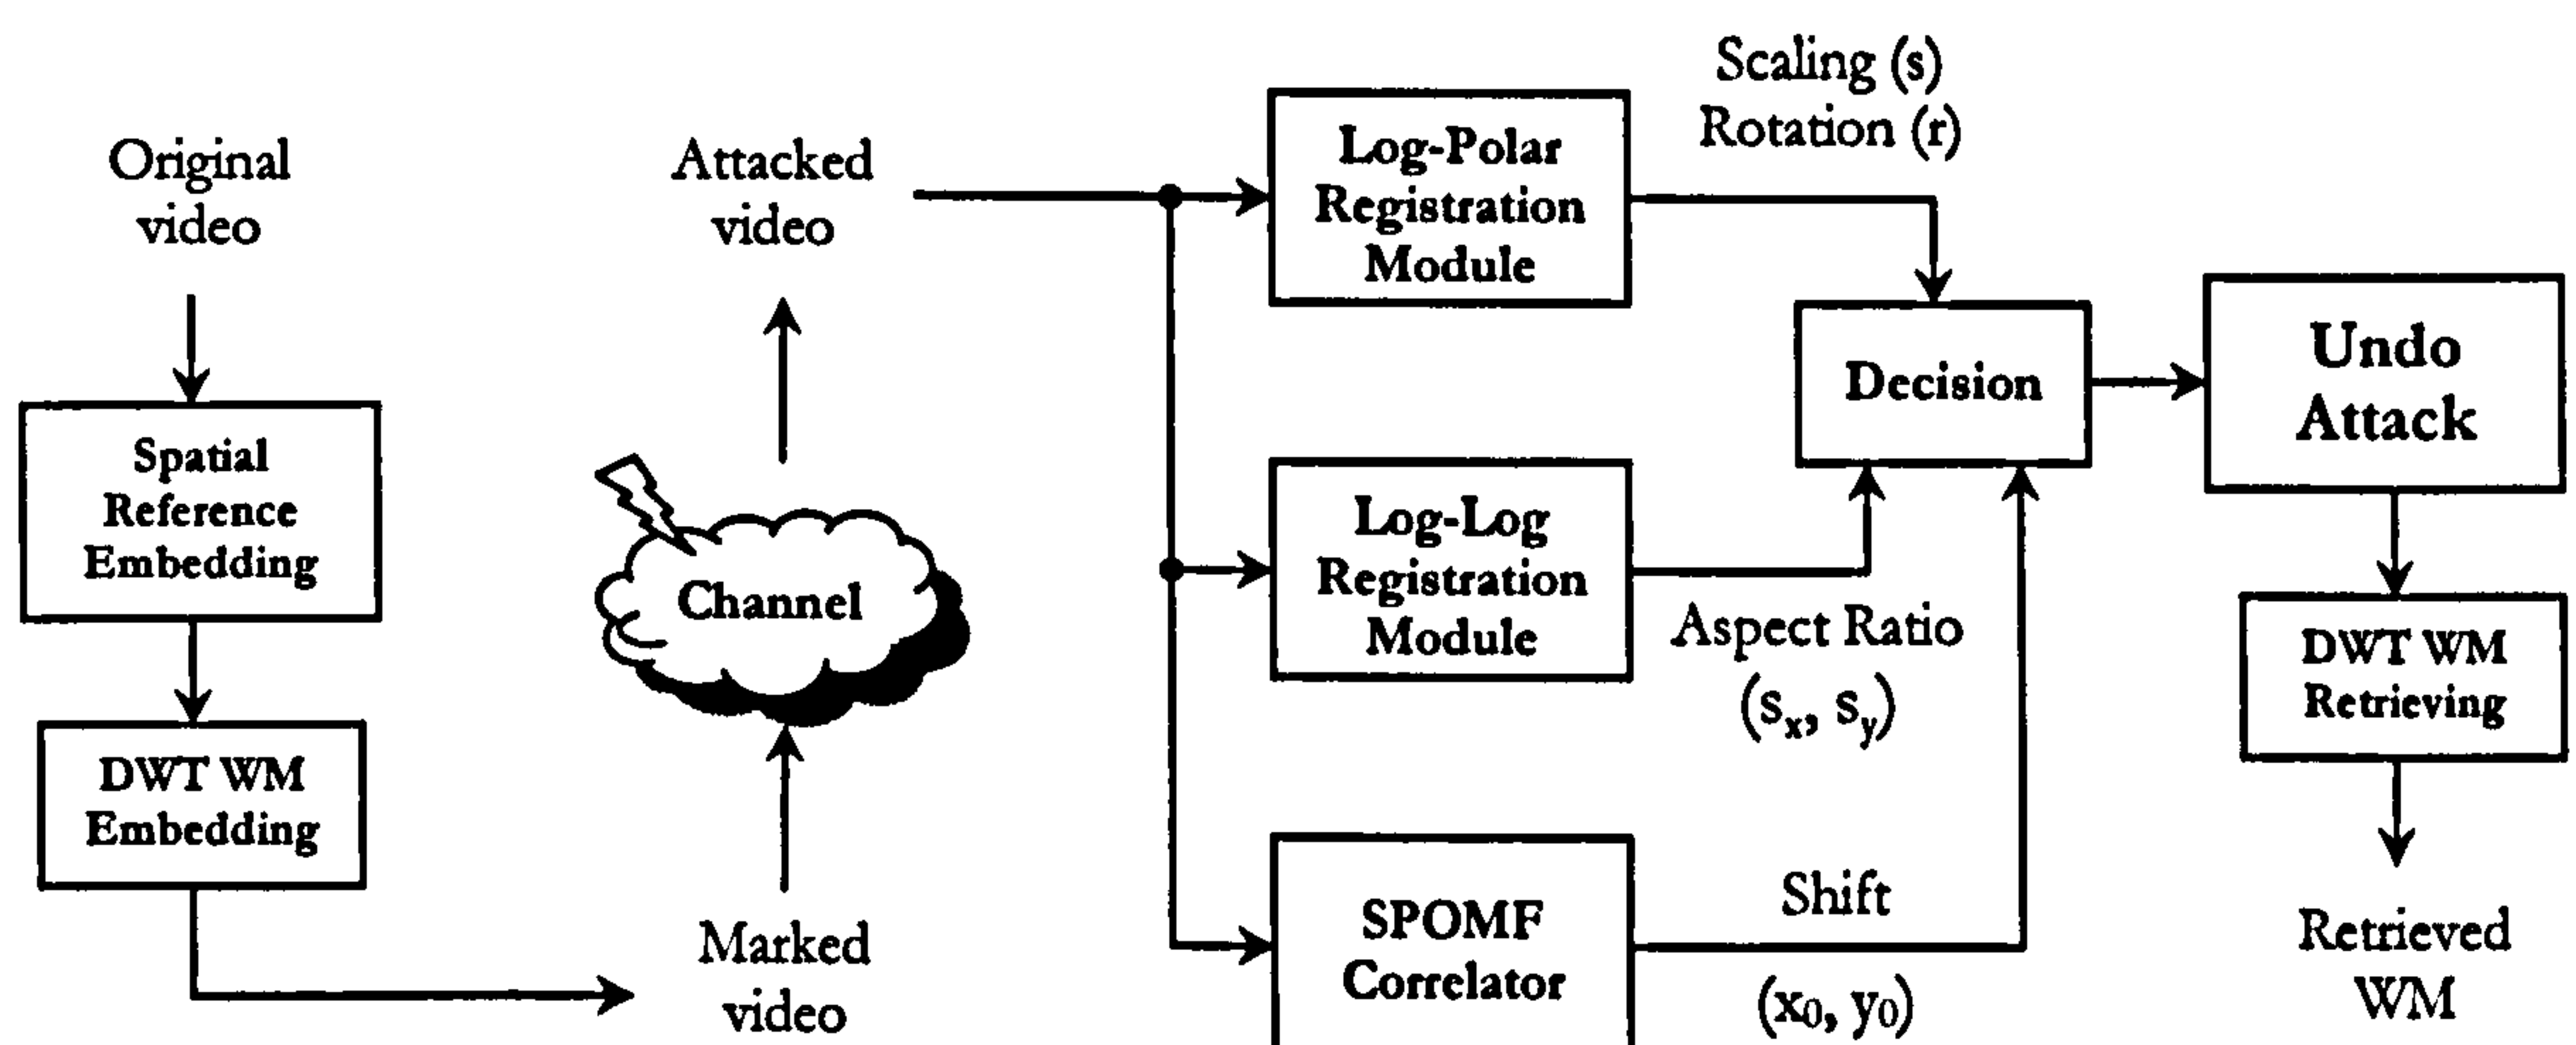 Original
video
Spatial
Reference
Embedding
DWT WM
Embedding
Attacked
video
Channel
Marked
video
Log-Polar
Registration
Module
Scaling (s)
Rotation (r)
Log-Log
Registration
Module
Aspect Ratio
(sx, sy)
SPOMF
Correlator
Shift
(x0, y0)
Decision
Undo
Attack
DWT WM
Retrieving
Retrieved
WM